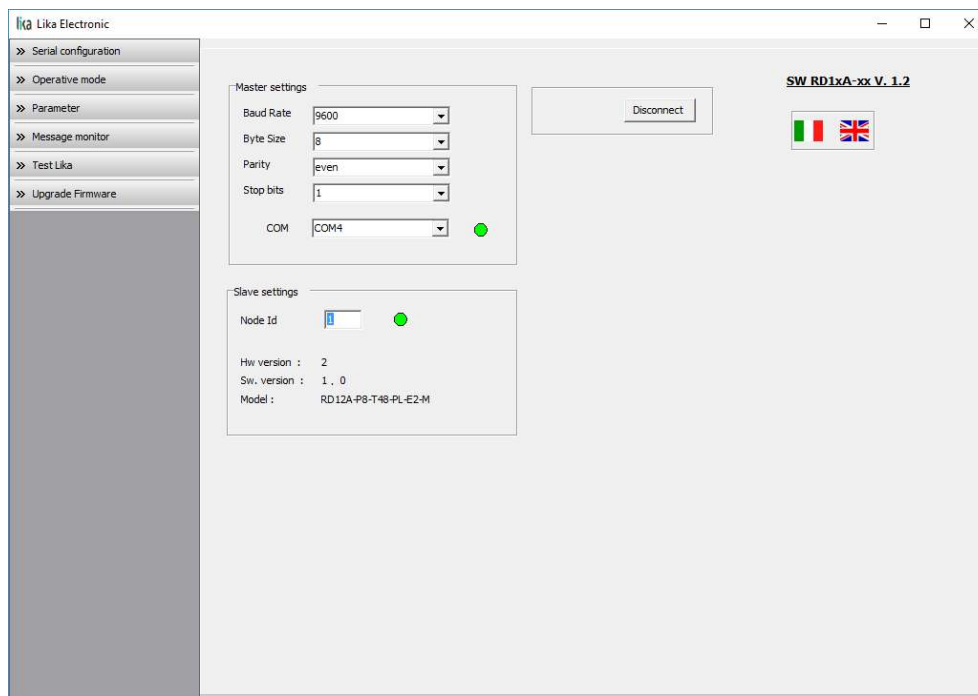 lika Lika Electronic
Serial configuration
Operative mode
Parameter
Message monitor
Test Lika
Upgrade Firmware
Master settings
Baud Rate 9600
Byte Size 8
Parity even
Stop bits 1
COM COM4
Disconnect
SW RD1xA-xx V. 1.2
Slave settings
Node Id 1
Hw version : 2
Sw. version : 1 . 0
Model : RD12A-P8-T48-PL-E2-M